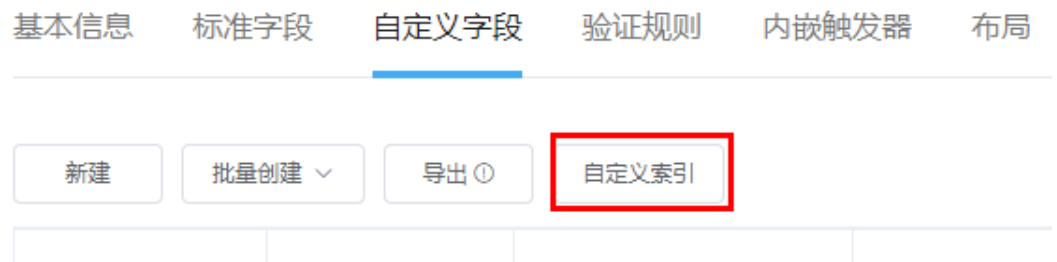 基本信息 标准字段 自定义字段 验证规则 内嵌触发器 布局
新建 批量创建 导出 自定义索引